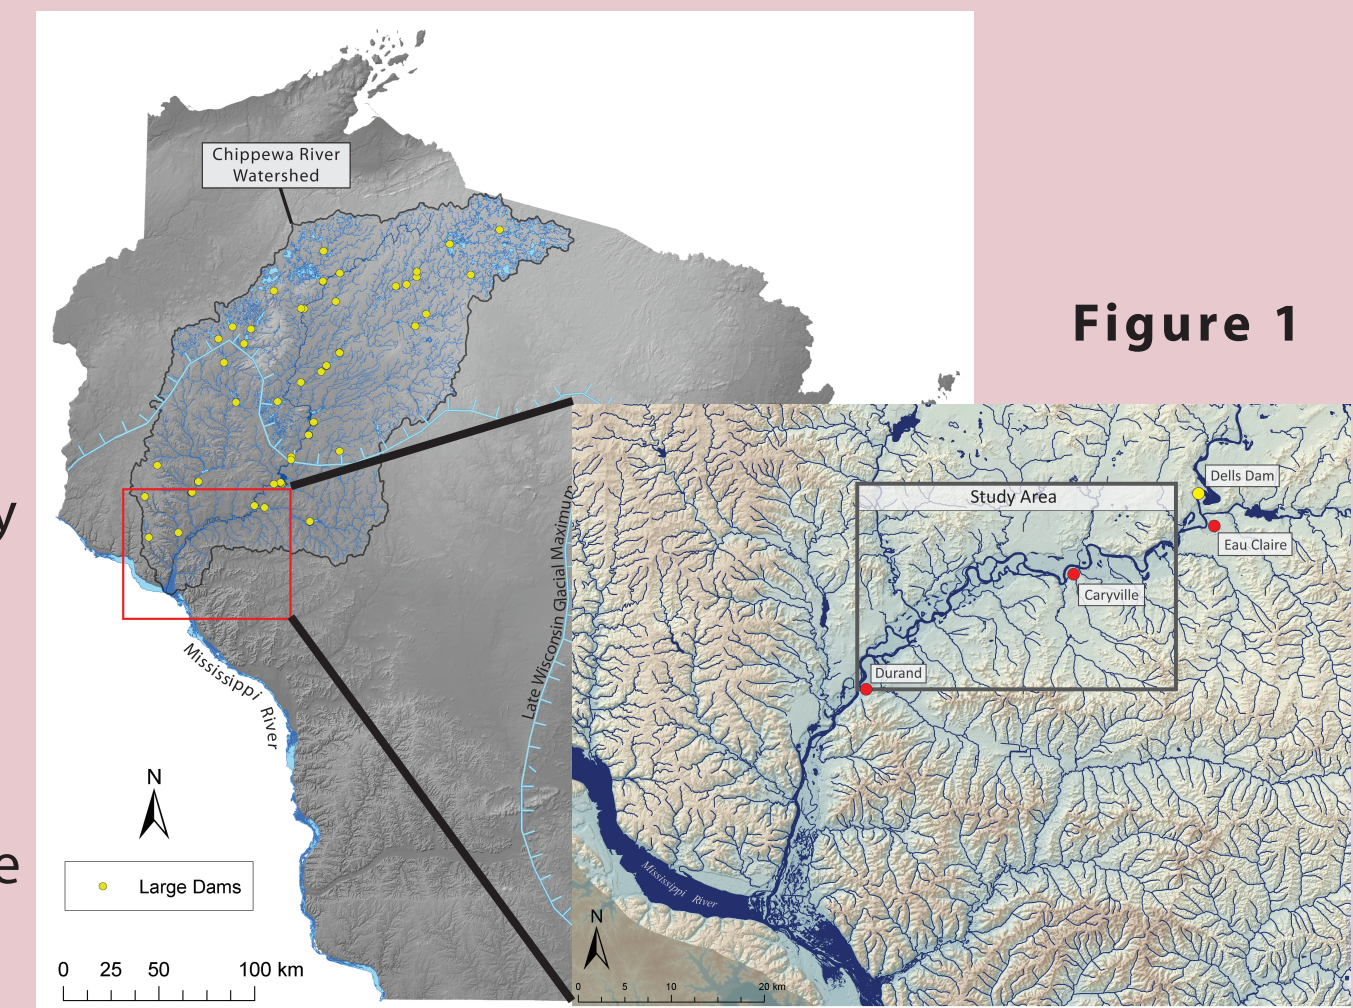 Chippewa River
Watershed
Figure 1
y
e
Late Wisconsin Glacial Maximum
Mississippi River
N
Large Dams
0 25 50 100 km
Dells Dam
Study Area
Eau Claire
Caryville
Durand
Mississippi River
N
0 5 10 20 km